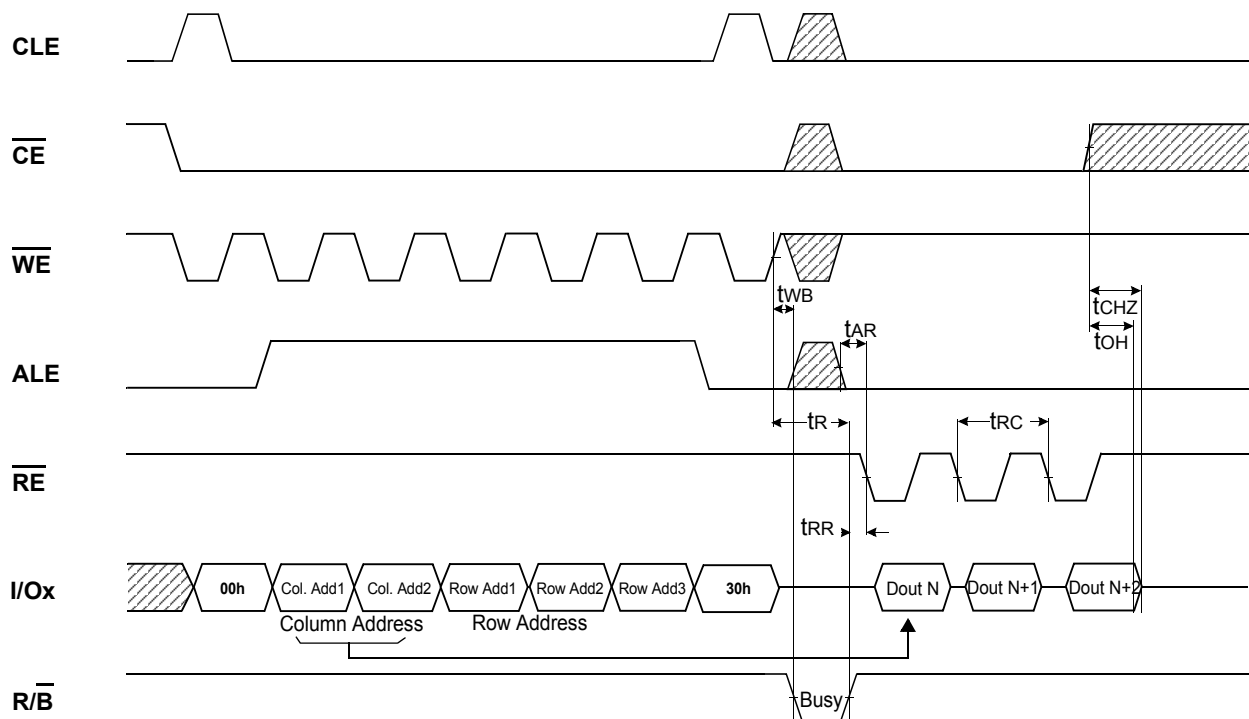 CLE
CE
WE
tWB
tCHZ
tAR
tOH
ALE
tR
tRC
RE
tRR
I/Ox
00h
Col. Add1
Col. Add2
Row Add1
Row Add2
Row Add3
30h
Dout N
Dout N+1
Dout N+2
Column Address
Row Address
R/B
Busy